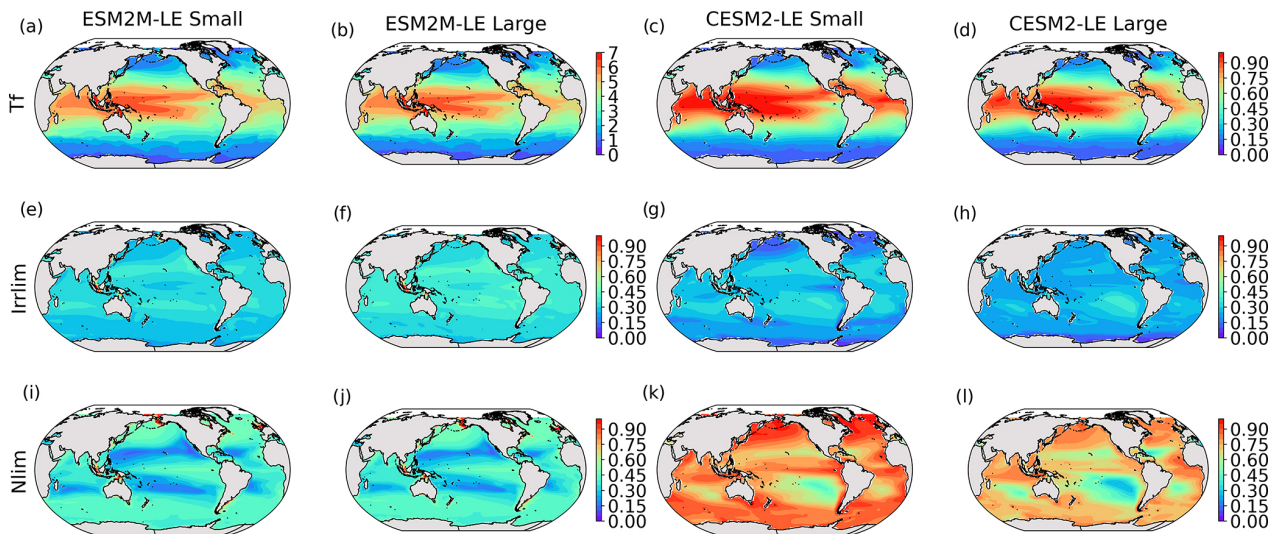 (a) ESM2M-LE Small
(b) ESM2M-LE Large
(c) CESM2-LE Small
(d) CESM2-LE Large
Tf
7
6
5
4
3
2
1
0
0.90
0.75
0.60
0.45
0.30
0.15
0.00
(e)
(f)
(g)
(h)
Irrlim
0.90
0.75
0.60
0.45
0.30
0.15
0.00
0.90
0.75
0.60
0.45
0.30
0.15
0.00
(i)
(j)
(k)
(l)
Nlim
0.90
0.75
0.60
0.45
0.30
0.15
0.00
0.90
0.75
0.60
0.45
0.30
0.15
0.00